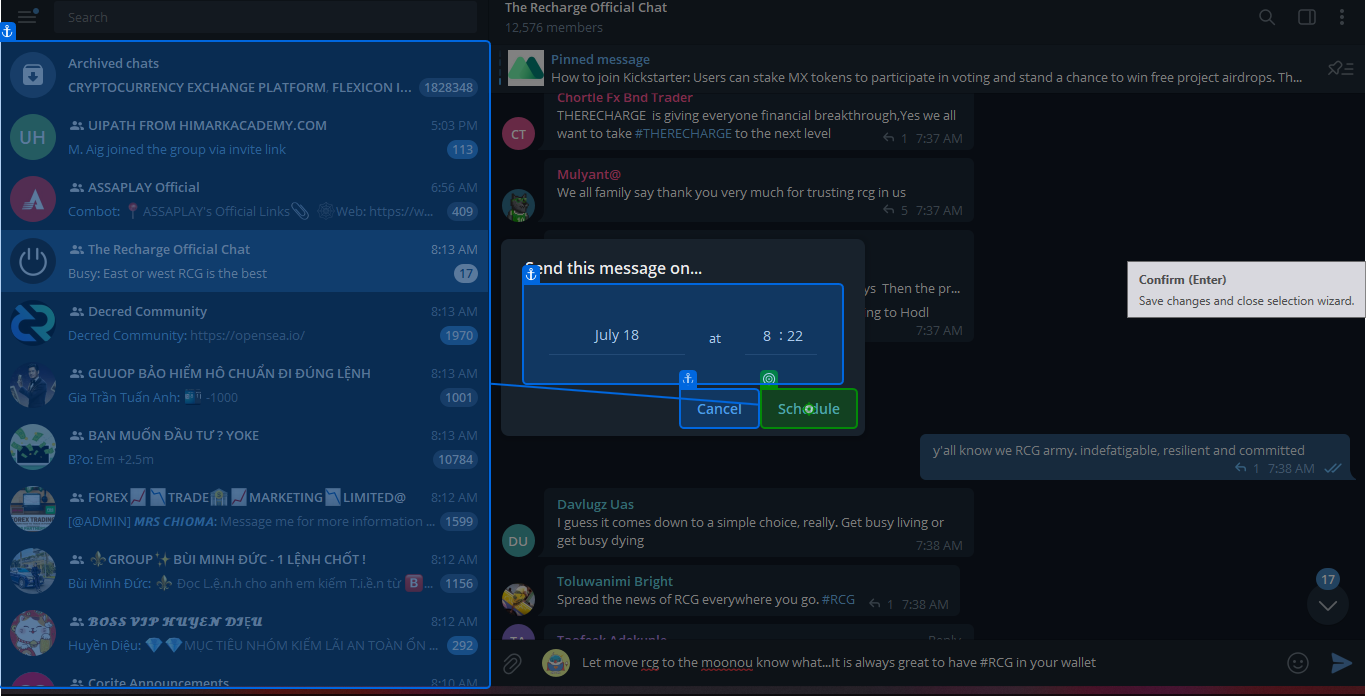 Search
Archived chats
CRYPTOCURRENCY EXCHANGE PLATFORM. FLEXICON I... 1828348
UH
UIPATH FROM HIMARKACADEMY.COM 5:03 PM
M. Aig joined the group via invite link 113
ASSAPLAY Official 6:56 AM
Combot: 📍 ASSAPLAY's Official Links📎 🕸Web: https://w... 409
The Recharge Official Chat 8:13 AM
Busy: East or west RCG is the best 17
Decred Community 8:13 AM
Decred Community: https://opensea.io/ 1970
GUUOP BẢO HIỂM HÔ CHUẨN ĐI ĐÚNG LỆNH 8:13 AM
Gia Trần Tuấn Anh: -1000 1001
BẠN MUỐN ĐẦU TƯ ? YOKE 8:13 AM
B?o: Em +2.5m 10784
FOREX📈📉TRADE🏦📈MARKETING📉LIMITED@ 8:12 AM
[@ADMIN] MRS CHIOMA: Message me for more information ... 1599
⚜GROUP✨ BÙI MINH ĐỨC - 1 LỆNH CHỐT ! 8:12 AM
Bùi Minh Đức: ⚜ Đọc L.ệ.n.h cho anh em kiếm T.i.ề.n từ 🅱... 1156
𝓑𝓞𝓢𝓢 𝓥𝓘𝓟 𝓗𝓤𝓨Ề𝓝 𝓓𝓘Ệ𝓤 8:12 AM
Huyền Diệu: 💎💎MỤC TIÊU NHÓM KIẾM LÃI AN TOÀN ỔN ... 292
Corite Announcements 8:10 AM
The Recharge Official Chat
12,576 members
Pinned message
How to join Kickstarter: Users can stake MX tokens to participate in voting and stand a chance to win free project airdrops. Th...
Chortle Fx Bnd Trader
CT
THERECHARGE is giving everyone financial breakthrough,Yes we all
want to take #THERECHARGE to the next level 1 7:37 AM
Mulyant@
We all family say thank you very much for trusting rcg in us
5 7:37 AM
ys Then the pr...
ng to Hodl
7:37 AM
Send this message on...
July 18 at 8 : 22
Cancel Schedule
Confirm (Enter)
Save changes and close selection wizard.
y'all know we RCG army. indefatigable, resilient and committed
1 7:38 AM
Davlugz Uas
DU
I guess it comes down to a simple choice, really. Get busy living or
get busy dying 7:38 AM
Toluwanimi Bright
Spread the news of RCG everywhere you go. #RCG 1 7:38 AM
17
TA
Taofeek Adekunle Reply
Let move rcg to the moonou know what...It is always great to have #RCG in your wallet